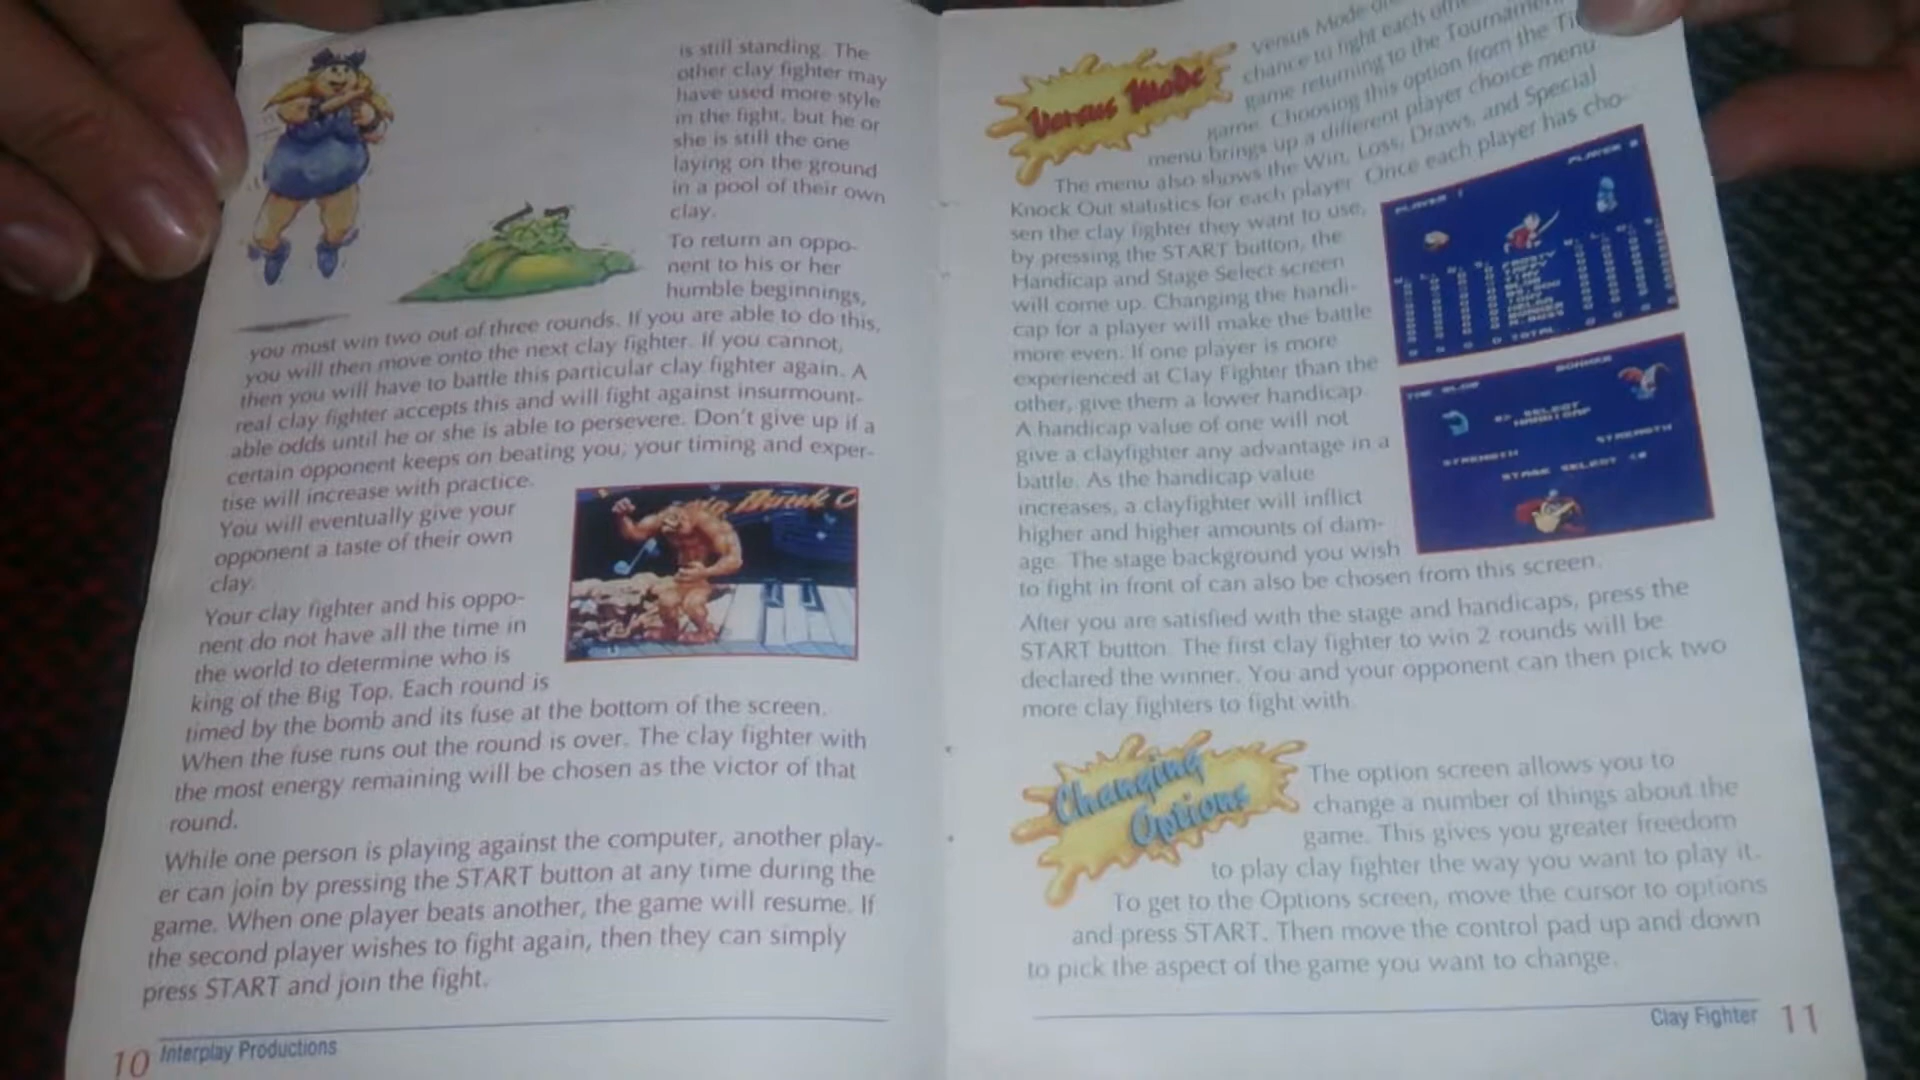 is still standing. The
other clay fighter may
have used more style
in the fight, but he or
she is still the one
laying on the ground
in a pool of their own
clay.
To return an oppo-
nent to his or her
humble beginnings,
you must win two out of three rounds. If you are able to do this,
you will then move onto the next clay fighter. If you cannot,
then you will have to battle this particular clay fighter again. A
real clay fighter accepts this and will fight against insurmount-
able odds until he or she is able to persevere. Don't give up if a
certain opponent keeps on beating you, your timing and exper-
tise will increase with practice.
You will eventually give your
opponent a taste of their own
clay.
Your clay fighter and his oppo-
nent do not have all the time in
the world to determine who is
king of the Big Top. Each round is
timed by the bomb and its fuse at the bottom of the screen.
When the fuse runs out the round is over. The clay fighter with
the most energy remaining will be chosen as the victor of that
round.
While one person is playing against the computer, another play-
er can join by pressing the START button at any time during the
game. When one player beats another, the game will resume. If
the second player wishes to fight again, then they can simply
press START and join the fight.
10 Interplay Productions
Versus Mode
Versus Mode
chance to fight each
game returning to the Tournament
game. Choosing this option from the
menu brings up a different player choice menu
The menu also shows the Win, Loss, Draws, and Special
Knock Out statistics for each player. Once each player has cho-
sen the clay fighter they want to use,
by pressing the START button, the
Handicap and Stage Select screen
will come up. Changing the handi-
cap for a player will make the battle
more even. If one player is more
experienced at Clay Fighter than the
other, give them a lower handicap
A handicap value of one will not
give a clayfighter any advantage in a
battle. As the handicap value
increases, a clayfighter will inflict
higher and higher amounts of dam-
age. The stage background you wish
to fight in front of can also be chosen from this screen.
PLAYER 1
PLAYER 2
TOTAL
THE BLOB
BONKER
SELECT
HANDICAP
STRENGTH
STRENGTH
STAGE SELECT
After you are satisfied with the stage and handicaps, press the
START button. The first clay fighter to win 2 rounds will be
declared the winner. You and your opponent can then pick two
more clay fighters to fight with.
Changing
Options
The option screen allows you to
change a number of things about the
game. This gives you greater freedom
to play clay fighter the way you want to play it.
To get to the Options screen, move the cursor to options
and press START. Then move the control pad up and down
to pick the aspect of the game you want to change.
Clay Fighter 11